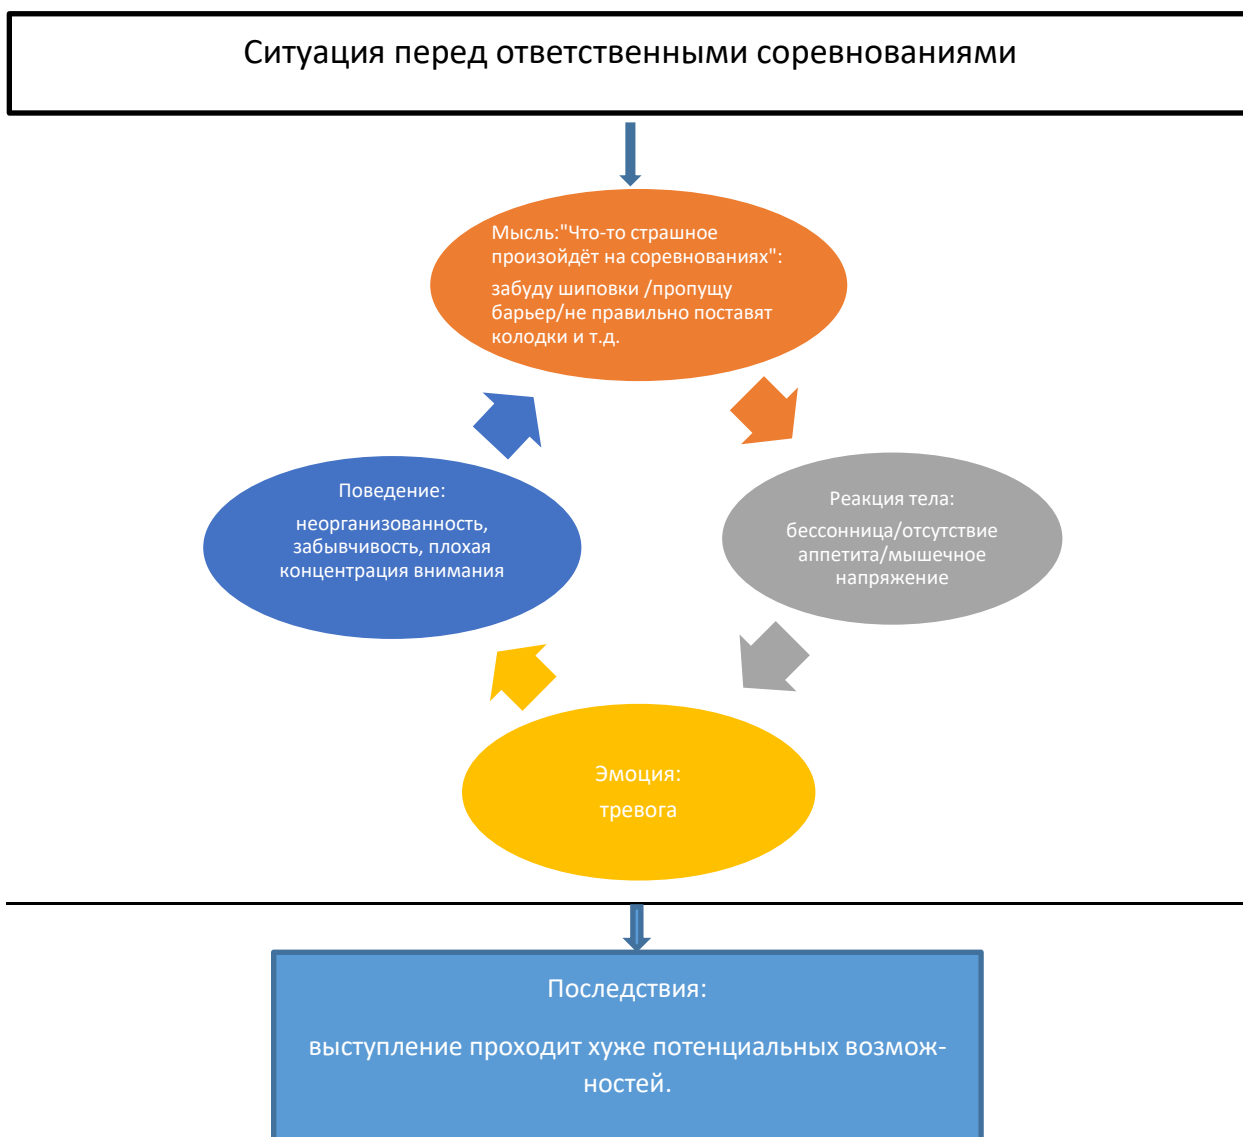 Ситуация перед ответственными соревнованиями
Мысль:"Что-то страшное
произойдёт на соревнованиях":
забуду шиповки /пропущу
барьер/не правильно поставят
колодки и т.д.
Поведение:
неорганизованность,
забывчивость, плохая
концентрация внимания
Реакция тела:
бессонница/отсутствие
аппетита/мышечное
напряжение
Эмоция:
тревога
Последствия:
выступление проходит хуже потенциальных возмож-
ностей.